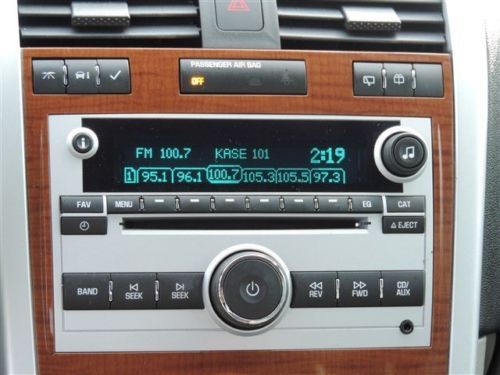 PASSENGER AIR BAG
OFF
FM 100.7 KASE 101 2:19
1 95.1 96.1 100.7 105.3 105.5 97.3
FAV MENU EQ CAT
EJECT
BAND SEEK SEEK REV FWD CD/AUX